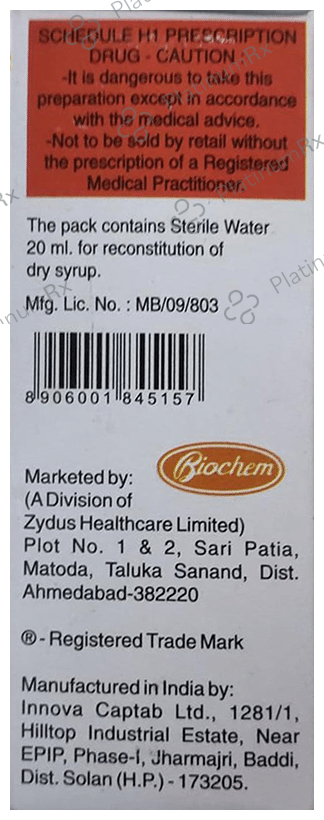 SCHEDULE H1 PRESCRIPTION
DRUG - CAUTION
-It is dangerous to take this
preparation except in accordance
with the medical advice.
-Not to be sold by retail without
the prescription of a Registered
Medical Practitioner.
The pack contains Sterile Water
20 ml. for reconstitution of
dry syrup.
Mfg. Lic. No. : MB/09/803
8 906001 845157
Biochem
Marketed by:
(A Division of
Zydus Healthcare Limited)
Plot No. 1 & 2, Sari Patia,
Matoda, Taluka Sanand, Dist.
Ahmedabad-382220
® - Registered Trade Mark
Manufactured in India by:
Innova Captab Ltd., 1281/1,
Hilltop Industrial Estate, Near
EPIP, Phase-I, Jharmajri, Baddi,
Dist. Solan (H.P.) - 173205.
PlatinumRx